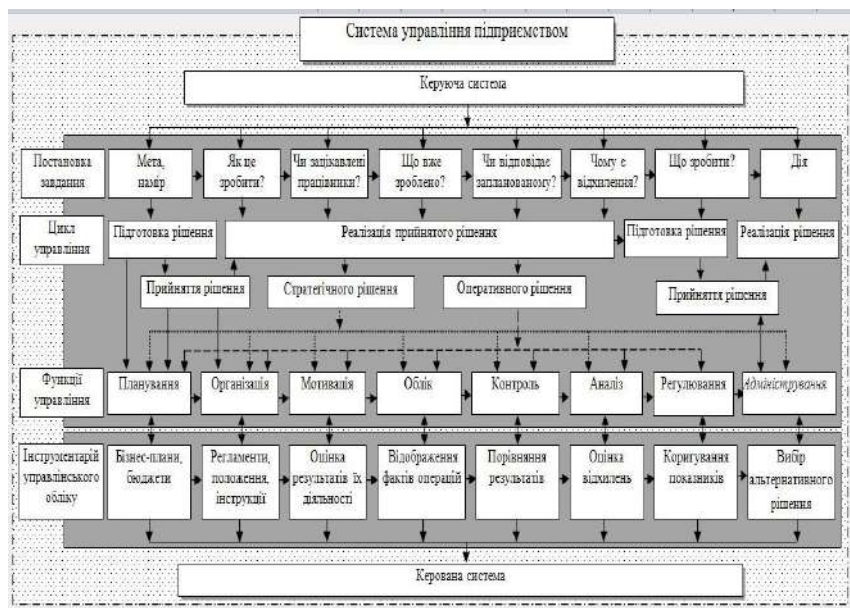 Система управління підприємством
Керуюча система
Постановка
завдання
Мета,
намір
Як це
зробити?
Чи зацікавлені
працівники?
Що вже
зроблено?
Чи відповідає
запланованому?
Чому є
відхилення?
Що зробити?
Дія
Цикл
управління
Підготовка рішення
Реалізація прийнятого рішення
Підготовка рішення
Реалізація рішення
Прийняття рішення
Стратегічного рішення
Оперативного рішення
Прийняття рішення
Функції
управління
Планування
Організація
Мотивація
Облік
Контроль
Аналіз
Регулювання
Адміністрування
Інструментарій
управлінського
обліку
Бізнес-плани,
бюджети
Регламенти,
положення,
інструкції
Оцінка
результатів їх
діяльності
Відображення
фактів операцій
Порівняння
результатів
Оцінка
відхилень
Коригування
показників
Вибір
альтернативного
рішення
Керована система